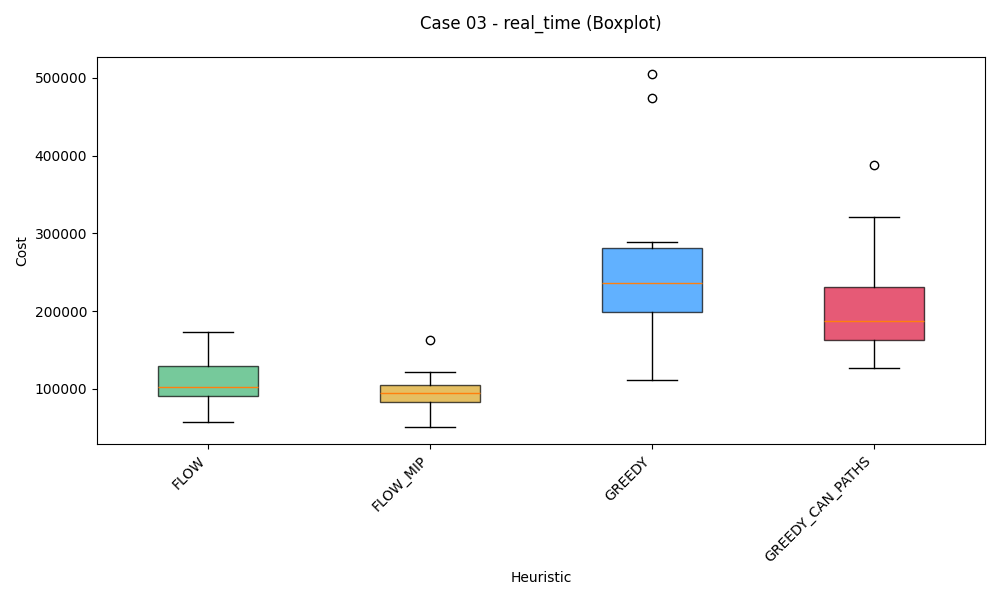 Case 03 - real_time (Boxplot)
500000
400000
300000
200000
100000
Cost
FLOW
FLOW_MIP
GREEDY
GREEDY_CAN_PATHS
Heuristic